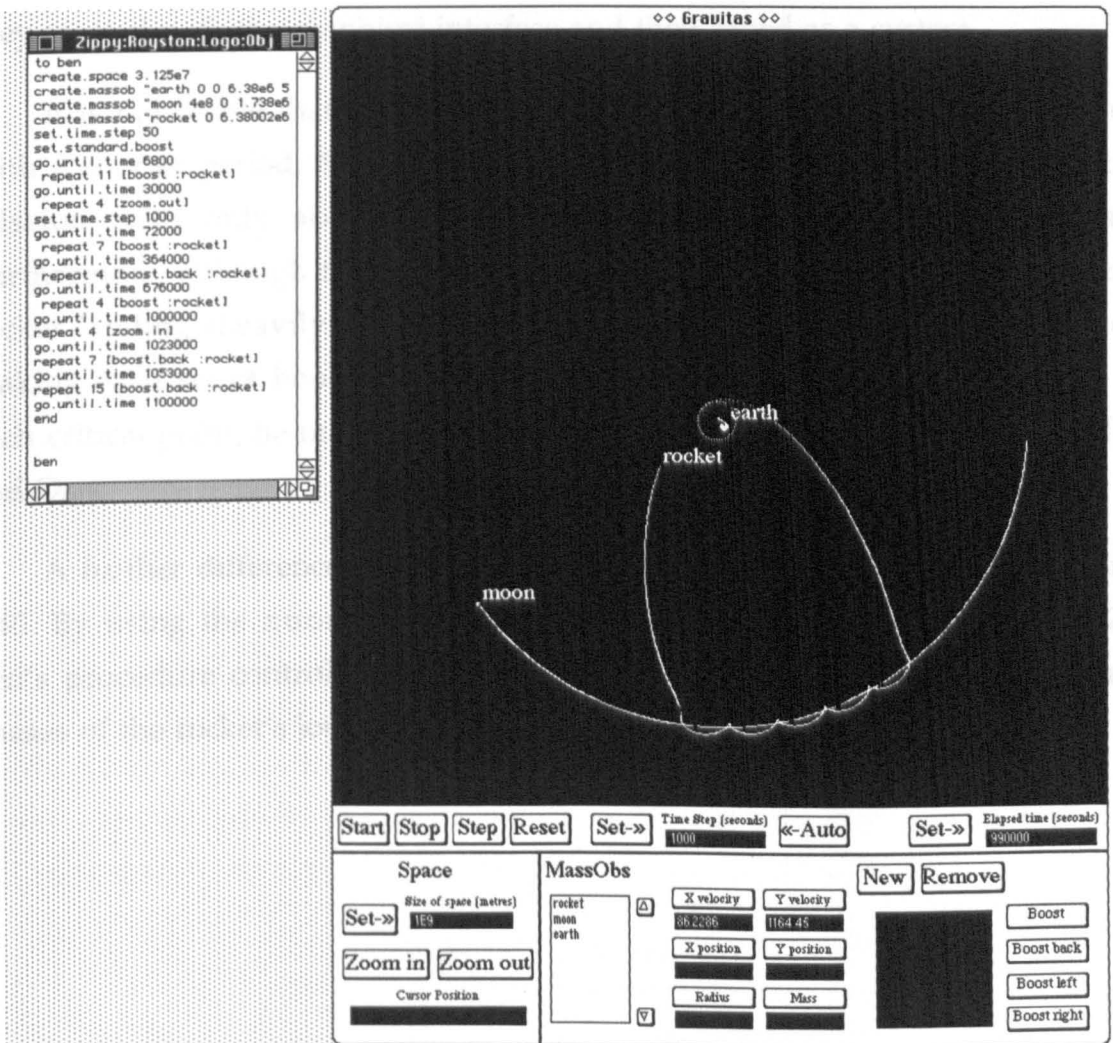 Zippy:Royston:Logo:Obj
to ben
create.space 3.125e7
create.massob "earth 0 0 6.38e6 5
create.massob "moon 4e8 0 1.738e6
create.massob "rocket 0 6.38002e6
set.time.step 50
set.standard.boost
go.until.time 6800
repeat 11 [boost :rocket]
go.until.time 30000
repeat 4 [zoom.out]
set.time.step 1000
go.until.time 72000
repeat 7 [boost :rocket]
go.until.time 364000
repeat 4 [boost.back :rocket]
go.until.time 676000
repeat 4 [boost :rocket]
go.until.time 1000000
repeat 4 [zoom.in]
go.until.time 1023000
repeat 7 [boost.back :rocket]
go.until.time 1053000
repeat 15 [boost.back :rocket]
go.until.time 1100000
end
ben
◇◇ Gravitas ◇◇
earth
rocket
moon
Start Stop Step Reset Set-» Time Step (seconds) 1000 «-Auto Set-» Elapsed time (seconds) 990000
Space
Size of space (metres)
Set-» 1E9
Zoom in Zoom out
Cursor Position
MassObs
rocket
moon
earth
X velocity Y velocity
86.2286 1164.45
X position Y position
Radius Mass
New Remove
Boost
Boost back
Boost left
Boost right